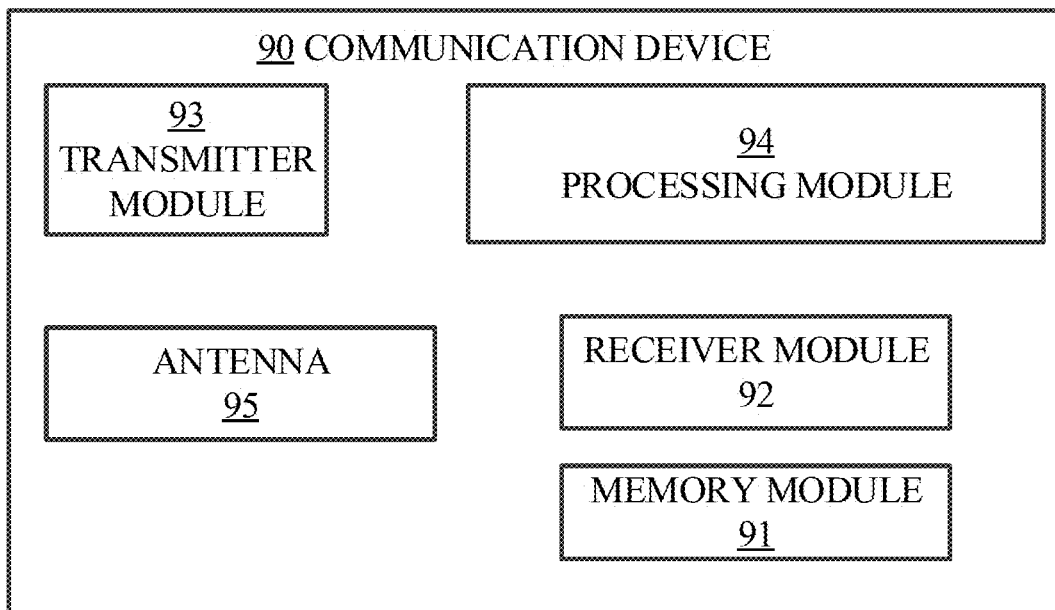 90 COMMUNICATION DEVICE
93
TRANSMITTER
MODULE
94
PROCESSING MODULE
ANTENNA
95
RECEIVER MODULE
92
MEMORY MODULE
91